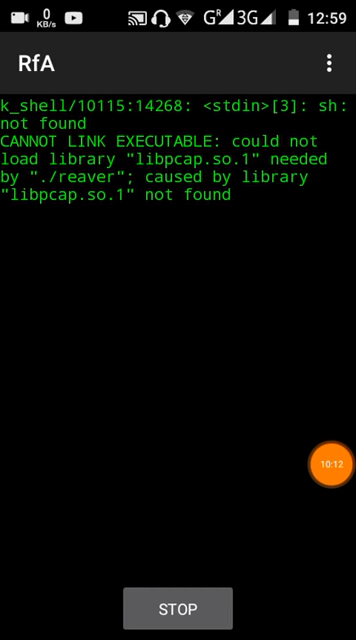 0 KB/s G R 3G 12:59
RfA
k_shell/10115:14268: <stdin>[3]: sh:
not found
CANNOT LINK EXECUTABLE: could not
load library "libpcap.so.1" needed
by "./reaver"; caused by library
"libpcap.so.1" not found
10:12
STOP